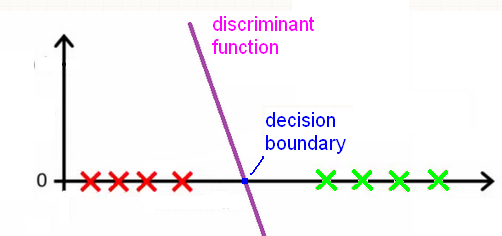 discriminant
function
decision
boundary
0